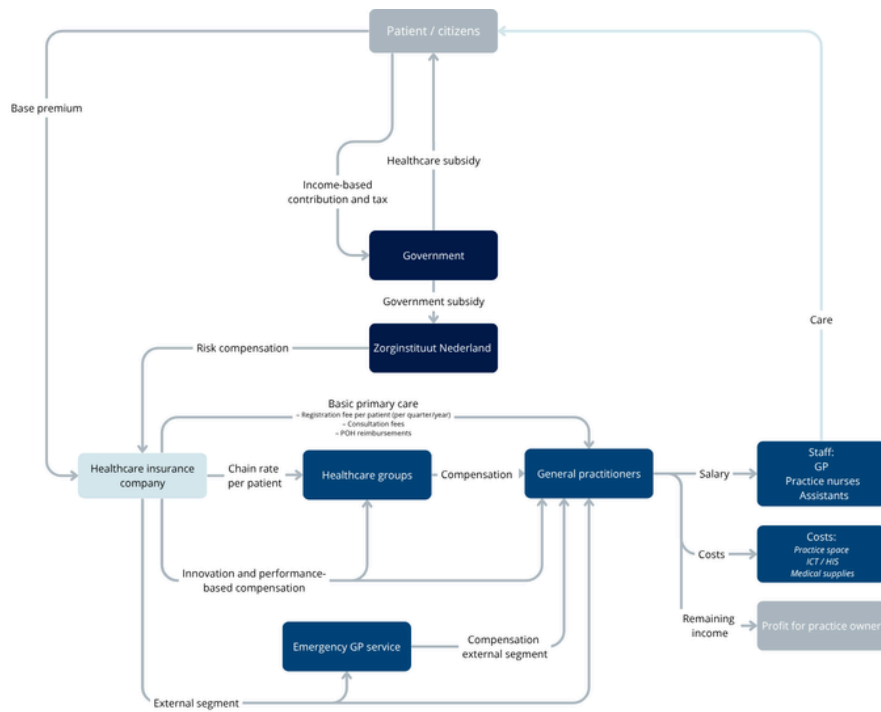 Patient / citizens
Base premium
Healthcare subsidy
Income-based
contribution and tax
Government
Government subsidy
Care
Zorginstituut Nederland
Risk compensation
Basic primary care
– Registration fee per patient (per quarter/year)
– Consultation fees
– POH reimbursements
Healthcare insurance
company
Chain rate
per patient
Healthcare groups
Compensation
General practitioners
Salary
Staff:
GP
Practice nurses
Assistants
Costs
Costs:
Practice space
ICT / HIS
Medical supplies
Innovation and performance-
based compensation
Remaining
income
Profit for practice owner
Emergency GP service
Compensation
external segment
External segment